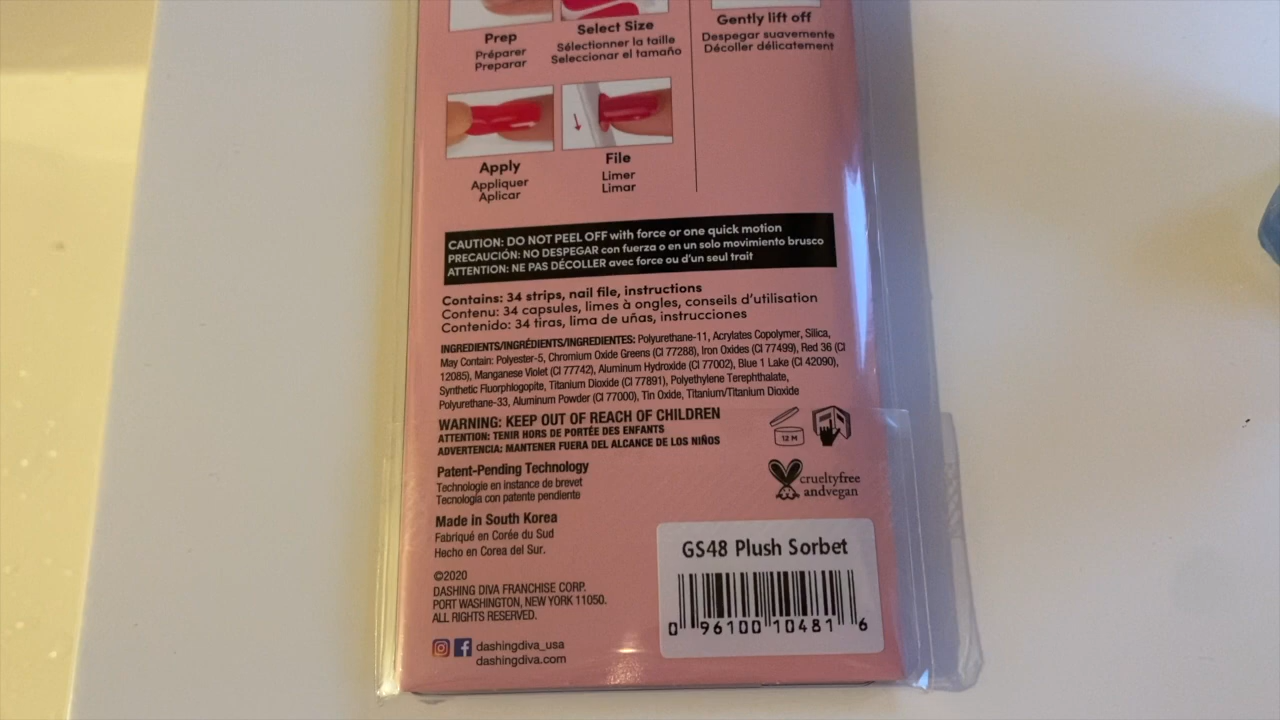 Prep
Préparer
Preparar
Select Size
Sélectionner la taille
Seleccionar el tamaño
Gently lift off
Despegar suavemente
Décoller délicatement
Apply
Appliquer
Aplicar
File
Limer
Limar
CAUTION: DO NOT PEEL OFF with force or one quick motion
PRECAUCIÓN: NO DESPEGAR con fuerza o en un solo movimiento brusco
ATTENTION: NE PAS DÉCOLLER avec force ou d'un seul trait
Contains: 34 strips, nail file, instructions
Contenu: 34 capsules, limes à ongles, conseils d'utilisation
Contenido: 34 tiras, lima de uñas, instrucciones
INGREDIENTS/INGRÉDIENTS/INGREDIENTES: Polyurethane-11, Acrylates Copolymer, Silica,
May Contain: Polyester-5, Chromium Oxide Greens (CI 77288), Iron Oxides (CI 77499), Red 36 (CI
12085), Manganese Violet (CI 77742), Aluminum Hydroxide (CI 77002), Blue 1 Lake (CI 42090),
Synthetic Fluorphlogopite, Titanium Dioxide (CI 77891), Polyethylene Terephthalate,
Polyurethane-33, Aluminum Powder (CI 77000), Tin Oxide, Titanium/Titanium Dioxide
WARNING: KEEP OUT OF REACH OF CHILDREN
ATTENTION: TENIR HORS DE PORTÉE DES ENFANTS
ADVERTENCIA: MANTENER FUERA DEL ALCANCE DE LOS NIÑOS
12 M
Patent-Pending Technology
Technologie en instance de brevet
Tecnología con patente pendiente
crueltyfree
andvegan
Made in South Korea
Fabriqué en Corée du Sud
Hecho en Corea del Sur.
©2020
DASHING DIVA FRANCHISE CORP.
PORT WASHINGTON, NEW YORK 11050.
ALL RIGHTS RESERVED.
dashingdiva_usa
dashingdiva.com
GS48 Plush Sorbet
0 96100 10481 6